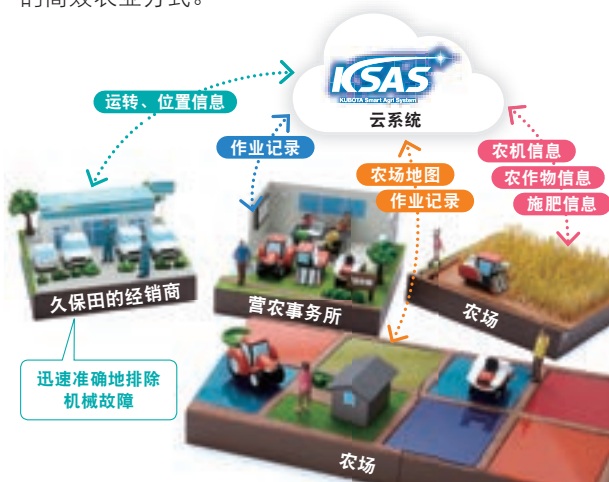 的高效农业方式。
KSAS
KUBOTA Smart Agri System
云系统
运转、位置信息
作业记录
农场地图
作业记录
农机信息
农作物信息
施肥信息
久保田的经销商
营农事务所
农场
迅速准确地排除
机械故障
农场